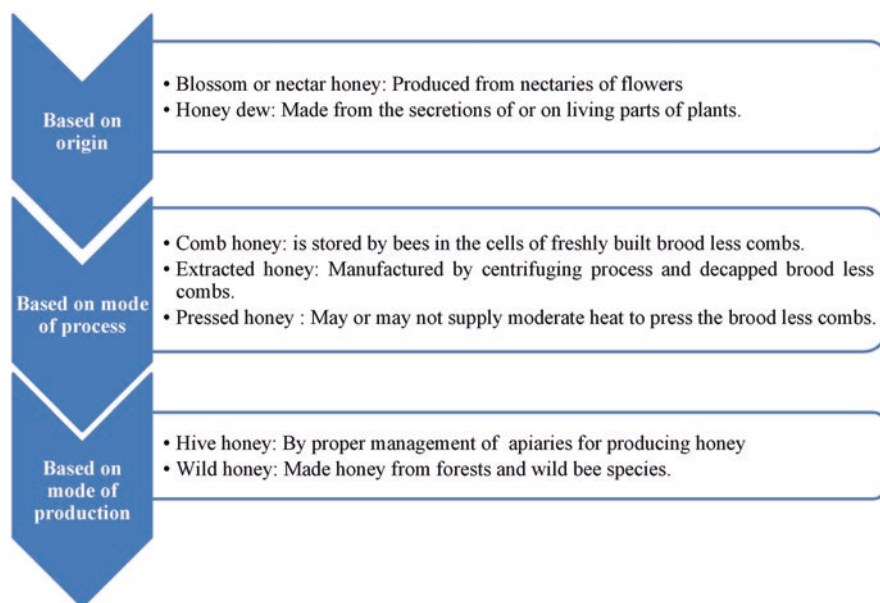 Based on
origin
• Blossom or nectar honey: Produced from nectaries of flowers
• Honey dew: Made from the secretions of or on living parts of plants.
Based on mode
of process
• Comb honey: is stored by bees in the cells of freshly built brood less combs.
• Extracted honey: Manufactured by centrifuging process and decapped brood less
combs.
• Pressed honey : May or may not supply moderate heat to press the brood less combs.
Based on
mode of
production
• Hive honey: By proper management of apiaries for producing honey
• Wild honey: Made honey from forests and wild bee species.